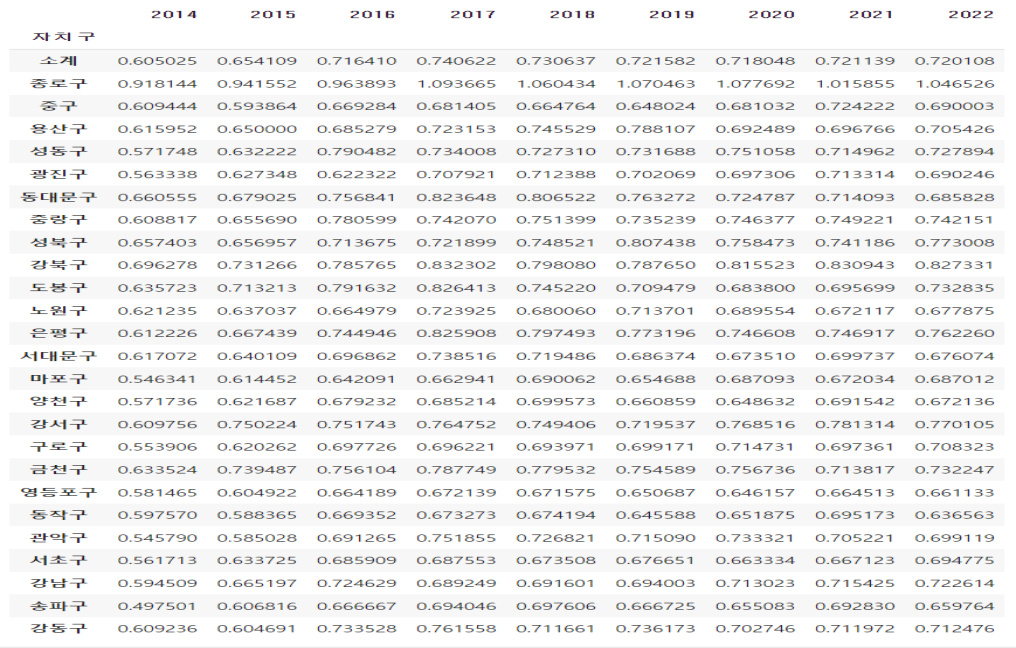 2014 2015 2016 2017 2018 2019 2020 2021 2022
자치구
소계 0.605025 0.654109 0.716410 0.740622 0.730637 0.721582 0.718048 0.721139 0.720108
종로구 0.918144 0.941552 0.963893 1.093665 1.060434 1.070463 1.077692 1.015855 1.046526
중구 0.609444 0.593864 0.669284 0.681405 0.664764 0.648024 0.681032 0.724222 0.690003
용산구 0.615952 0.650000 0.685279 0.723153 0.745529 0.788107 0.692489 0.696766 0.705426
성동구 0.571748 0.632222 0.790482 0.734008 0.727310 0.731688 0.751058 0.714962 0.727894
광진구 0.563338 0.627348 0.622322 0.707921 0.712388 0.702069 0.697306 0.713314 0.690246
동대문구 0.660555 0.679025 0.756841 0.823648 0.806522 0.763272 0.724787 0.714093 0.685828
중랑구 0.608817 0.655690 0.780599 0.742070 0.751399 0.735239 0.746377 0.749221 0.742151
성북구 0.657403 0.656957 0.713675 0.721899 0.748521 0.807438 0.758473 0.741186 0.773008
강북구 0.696278 0.731266 0.785765 0.832302 0.798080 0.787650 0.815523 0.830943 0.827331
도봉구 0.635723 0.713213 0.791632 0.826413 0.745220 0.709479 0.683800 0.695699 0.732835
노원구 0.621235 0.637037 0.664979 0.723925 0.680060 0.713701 0.689554 0.672117 0.677875
은평구 0.612226 0.667439 0.744946 0.825908 0.797493 0.773196 0.746608 0.746917 0.762260
서대문구 0.617072 0.640109 0.696862 0.738516 0.719486 0.686374 0.673510 0.699737 0.676074
마포구 0.546341 0.614452 0.642091 0.662941 0.690062 0.654688 0.687093 0.672034 0.687012
양천구 0.571736 0.621687 0.679232 0.685214 0.699573 0.660859 0.648632 0.691542 0.672136
강서구 0.609756 0.750224 0.751743 0.764752 0.749406 0.719537 0.768516 0.781314 0.770105
구로구 0.553906 0.620262 0.697726 0.696221 0.693971 0.699171 0.714731 0.697361 0.708323
금천구 0.633524 0.739487 0.756104 0.787749 0.779532 0.754589 0.756736 0.713817 0.732247
영등포구 0.581465 0.604922 0.664189 0.672139 0.671575 0.650687 0.646157 0.664513 0.661133
동작구 0.597570 0.588365 0.669352 0.673273 0.674194 0.645588 0.651875 0.695173 0.636563
관악구 0.545790 0.585028 0.691265 0.751855 0.726821 0.715090 0.733321 0.705221 0.699119
서초구 0.561713 0.633725 0.685909 0.687553 0.673508 0.676651 0.663334 0.667123 0.694775
강남구 0.594509 0.665197 0.724629 0.689249 0.691601 0.694003 0.713023 0.715425 0.722614
송파구 0.497501 0.606816 0.666667 0.694046 0.697606 0.666725 0.655083 0.692830 0.659764
강동구 0.609236 0.604691 0.733528 0.761558 0.711661 0.736173 0.702746 0.711972 0.712476